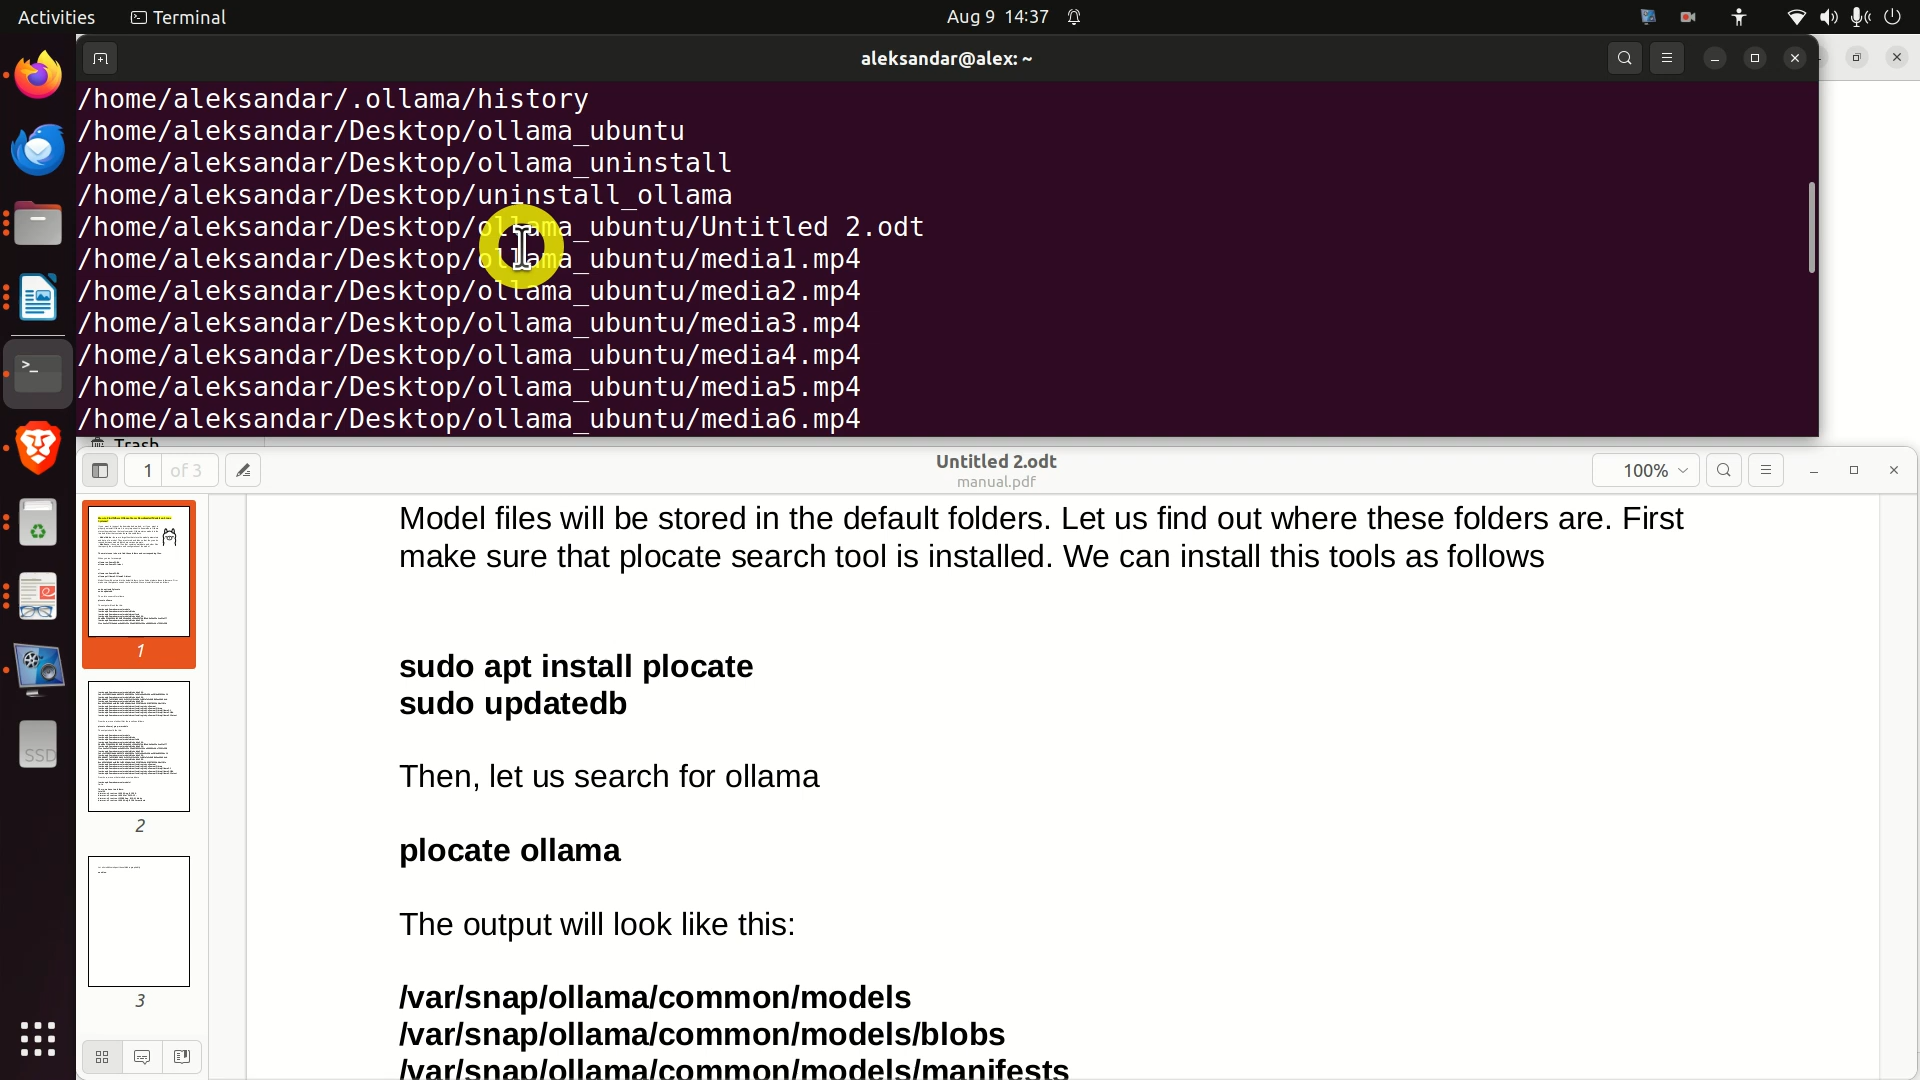 Activities Terminal Aug 9 14:37
aleksandar@alex: ~
/home/aleksandar/.ollama/history
/home/aleksandar/Desktop/ollama_ubuntu
/home/aleksandar/Desktop/ollama_uninstall
/home/aleksandar/Desktop/uninstall_ollama
/home/aleksandar/Desktop/ollama_ubuntu/Untitled 2.odt
/home/aleksandar/Desktop/ollama_ubuntu/media1.mp4
/home/aleksandar/Desktop/ollama_ubuntu/media2.mp4
/home/aleksandar/Desktop/ollama_ubuntu/media3.mp4
/home/aleksandar/Desktop/ollama_ubuntu/media4.mp4
/home/aleksandar/Desktop/ollama_ubuntu/media5.mp4
/home/aleksandar/Desktop/ollama_ubuntu/media6.mp4
Trash
1 of 3 Untitled 2.odt 100%
manual.pdf
Model files will be stored in the default folders. Let us find out where these folders are. First
make sure that plocate search tool is installed. We can install this tools as follows
sudo apt install plocate
sudo updatedb
Then, let us search for ollama
plocate ollama
The output will look like this:
/var/snap/ollama/common/models
/var/snap/ollama/common/models/blobs
/var/snap/ollama/common/models/manifests
1
2
3
SSD